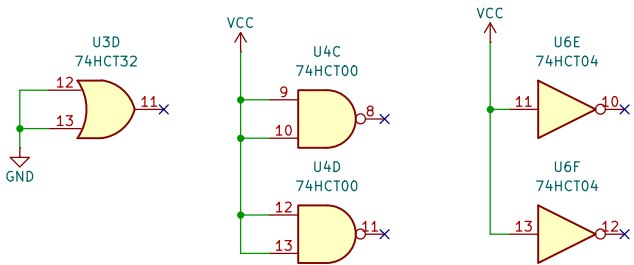 U3D
74HCT32
12
13
11
GND
VCC
U4C
74HCT00
9
10
8
U4D
74HCT00
12
13
11
VCC
U6E
74HCT04
11
10
U6F
74HCT04
13
12